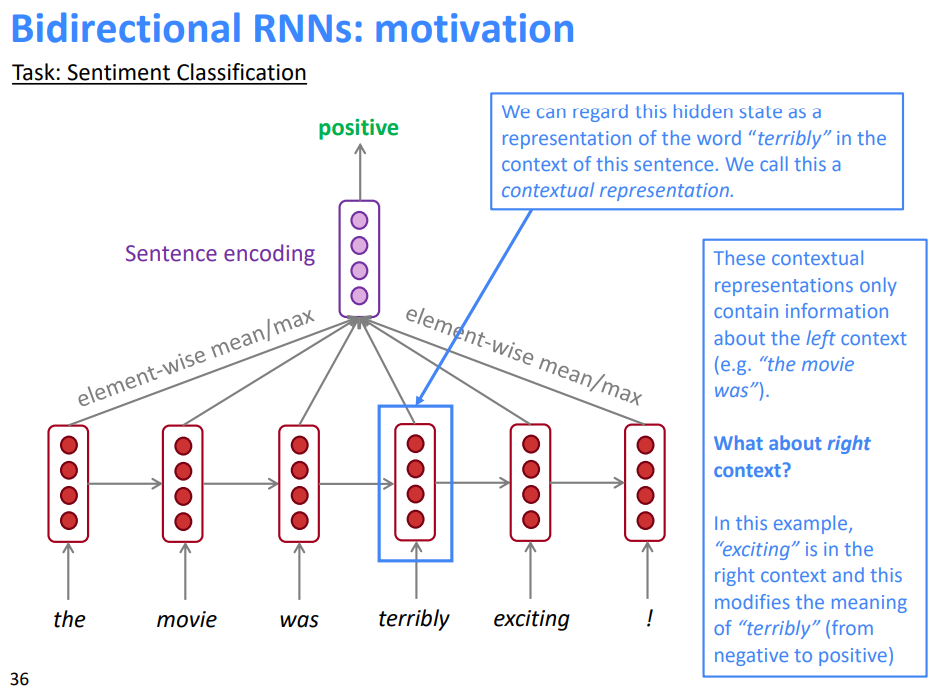 Bidirectional RNNs: motivation
Task: Sentiment Classification
positive
We can regard this hidden state as a
representation of the word “terribly” in the
context of this sentence. We call this a
contextual representation.
Sentence encoding
element-wise mean/max
element-wise mean/max
These contextual
representations only
contain information
about the left context
(e.g. “the movie
was”).
What about right
context?
In this example,
“exciting” is in the
right context and this
modifies the meaning
of “terribly” (from
negative to positive)
the movie was terribly exciting !
36